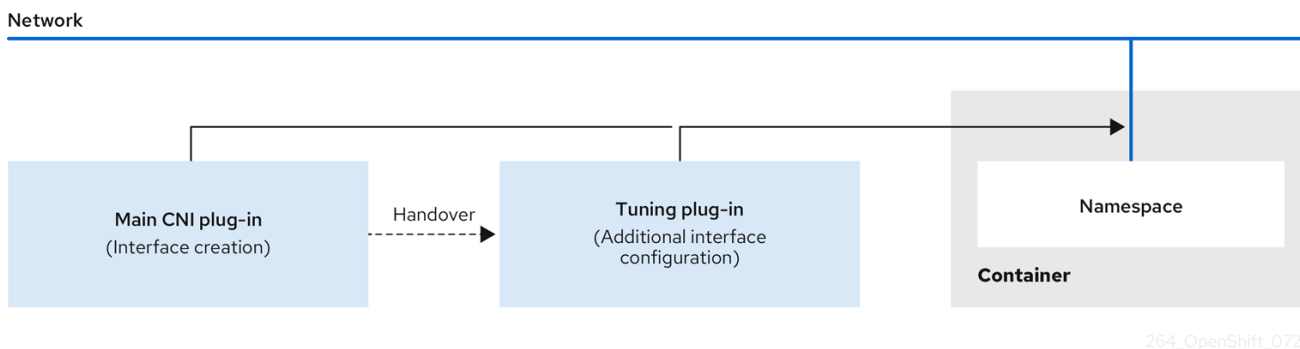 Network
Main CNI plug-in
(Interface creation)
Handover
Tuning plug-in
(Additional interface
configuration)
Namespace
Container
264_OpenShift_072